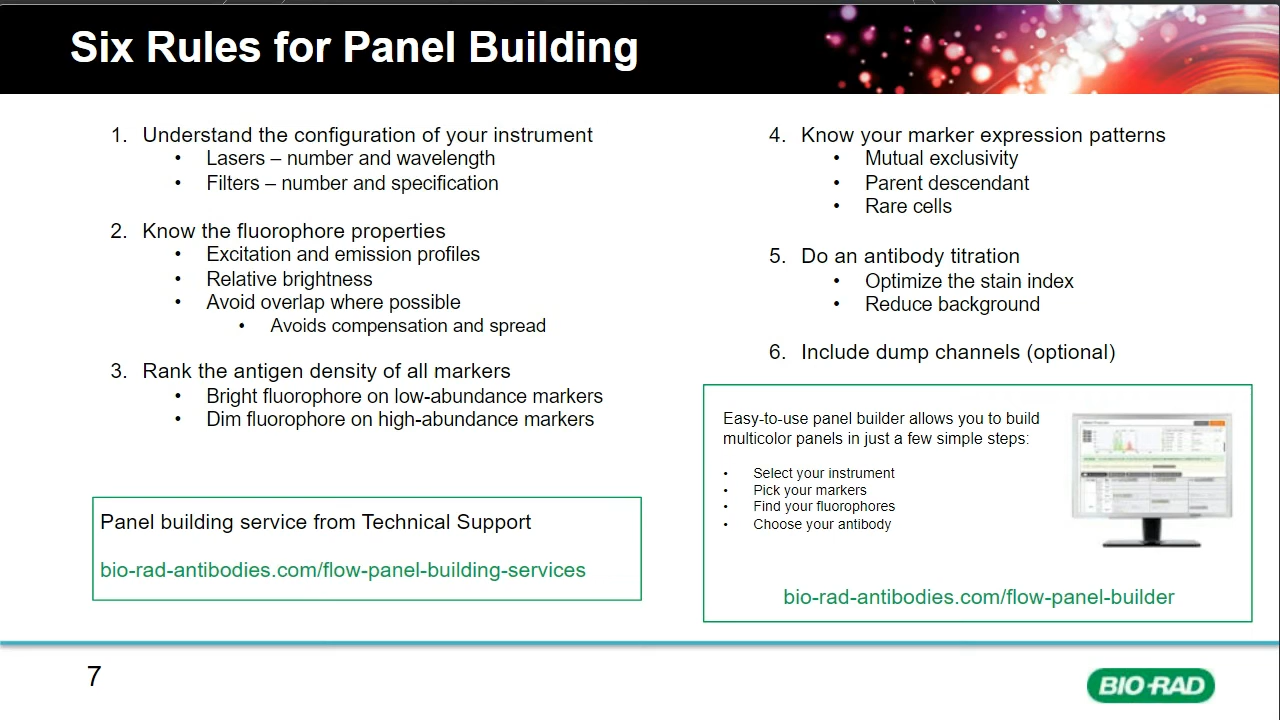 Six Rules for Panel Building
1. Understand the configuration of your instrument
• Lasers – number and wavelength
• Filters – number and specification
2. Know the fluorophore properties
• Excitation and emission profiles
• Relative brightness
• Avoid overlap where possible
• Avoids compensation and spread
3. Rank the antigen density of all markers
• Bright fluorophore on low-abundance markers
• Dim fluorophore on high-abundance markers
Panel building service from Technical Support
bio-rad-antibodies.com/flow-panel-building-services
4. Know your marker expression patterns
• Mutual exclusivity
• Parent descendant
• Rare cells
5. Do an antibody titration
• Optimize the stain index
• Reduce background
6. Include dump channels (optional)
Easy-to-use panel builder allows you to build
multicolor panels in just a few simple steps:
• Select your instrument
• Pick your markers
• Find your fluorophores
• Choose your antibody
bio-rad-antibodies.com/flow-panel-builder
7
BIO-RAD